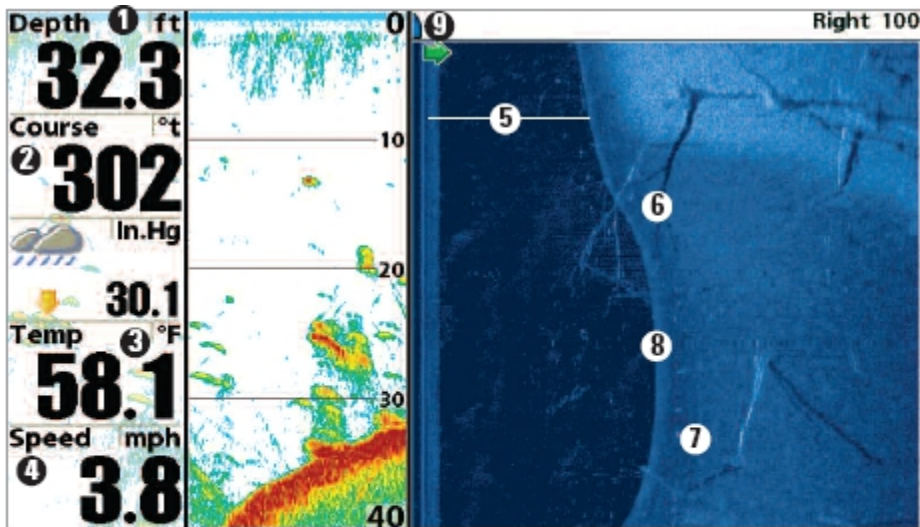 Depth 1 ft
32.3
Course °t
2 302
In.Hg
30.1
Temp 3 °F
58.1
Speed mph
4 3.8
0
10
20
30
40
9 Right 100
5
6
8
7